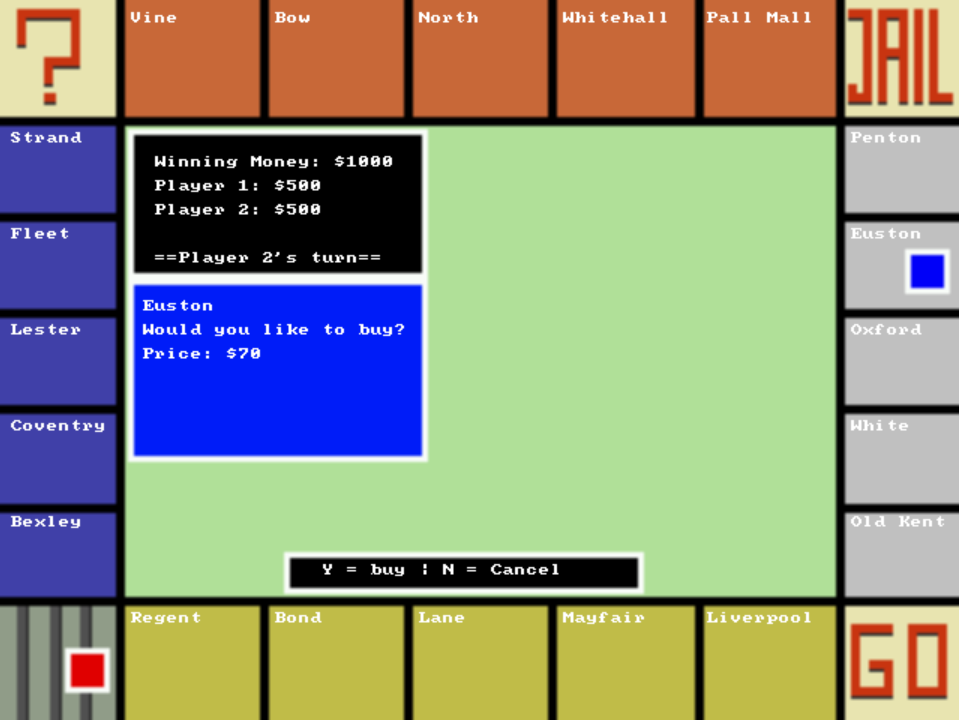 ?
Vine
Bow
North
Whitehall
Pall Mall
JAIL
Strand
Fleet
Lester
Coventry
Bexley
Winning Money: $1000
Player 1: $500
Player 2: $500
==Player 2's turn==
Euston
Would you like to buy?
Price: $70
Penton
Euston
Oxford
White
Old Kent
Y = buy | N = Cancel
Regent
Bond
Lane
Mayfair
Liverpool
GO